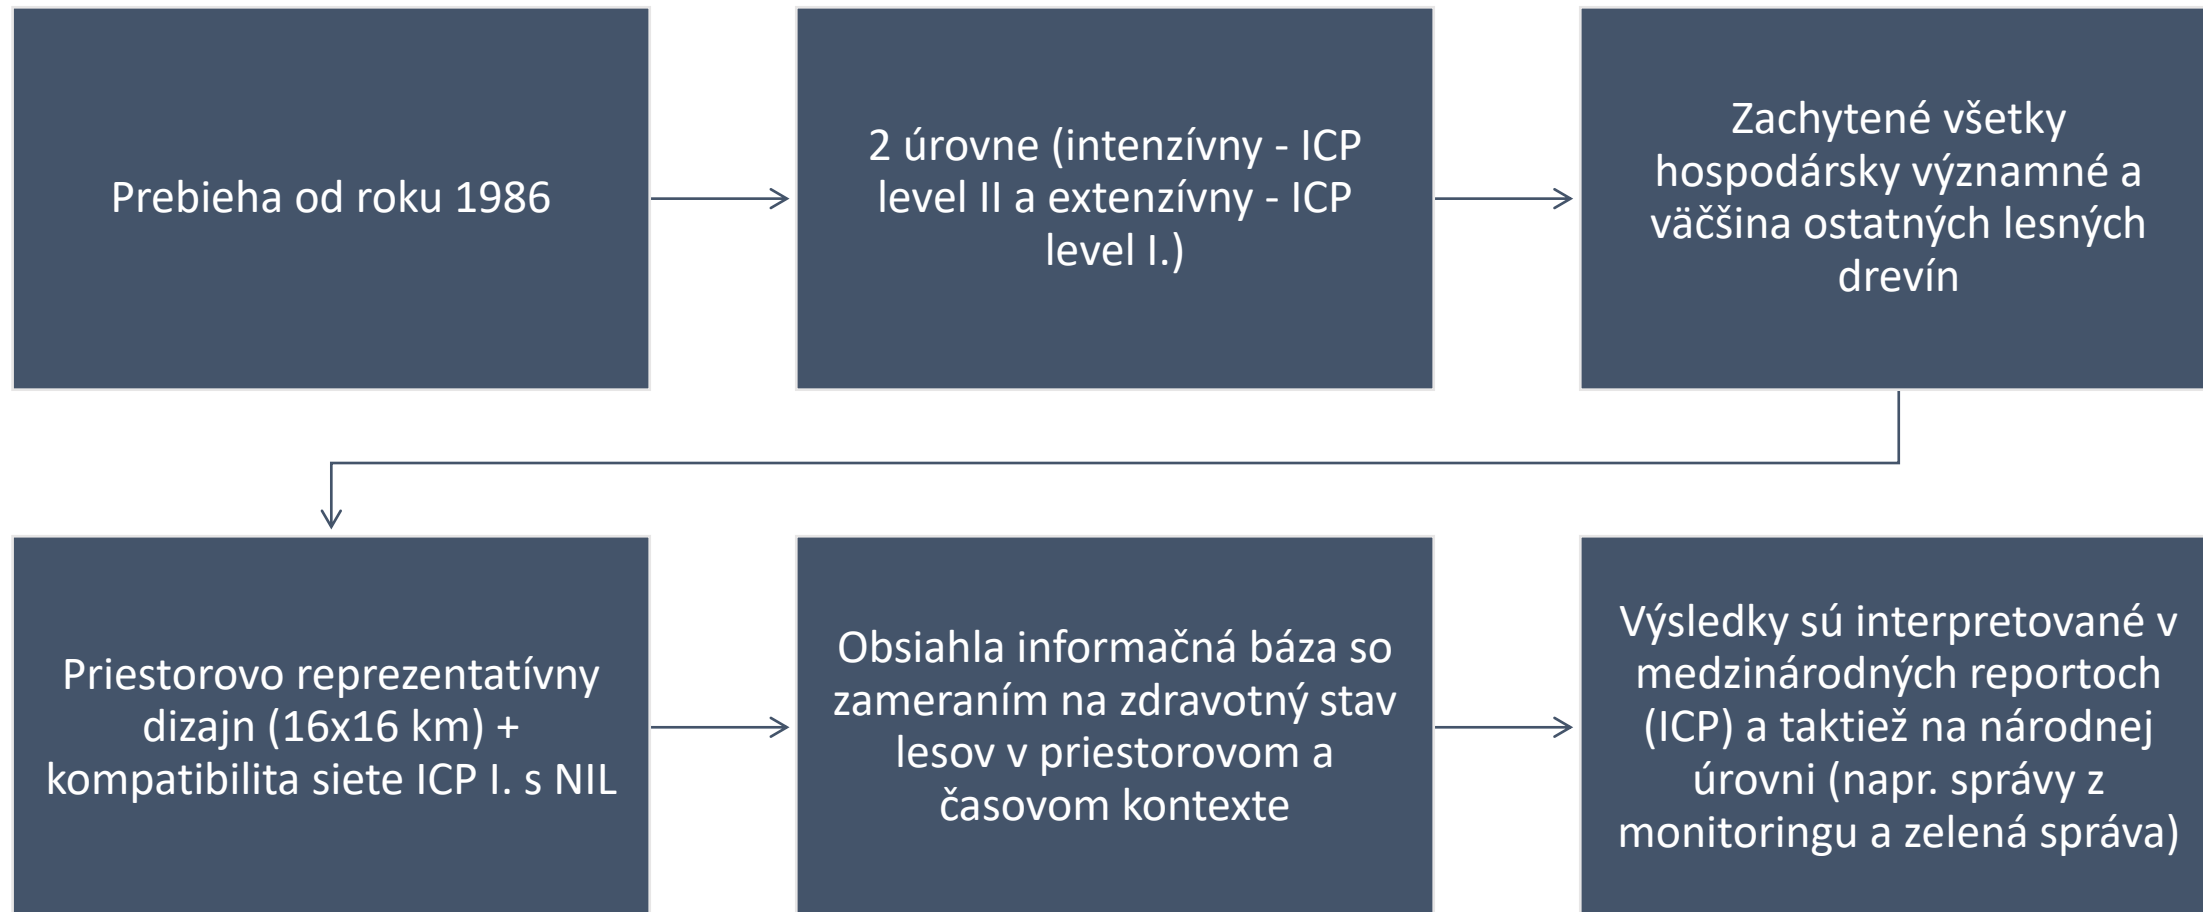 Prebieha od roku 1986
2 úrovne (intenzívny - ICP
level II a extenzívny - ICP
level I.)
Zachytené všetky
hospodársky významné a
väčšina ostatných lesných
drevín
Priestorovo reprezentatívny
dizajn (16x16 km) +
kompatibilita siete ICP I. s NIL
Obsiahla informačná báza so
zameraním na zdravotný stav
lesov v priestorovom a
časovom kontexte
Výsledky sú interpretované v
medzinárodných reportoch
(ICP) a taktiež na národnej
úrovni (napr. správy z
monitoringu a zelená správa)